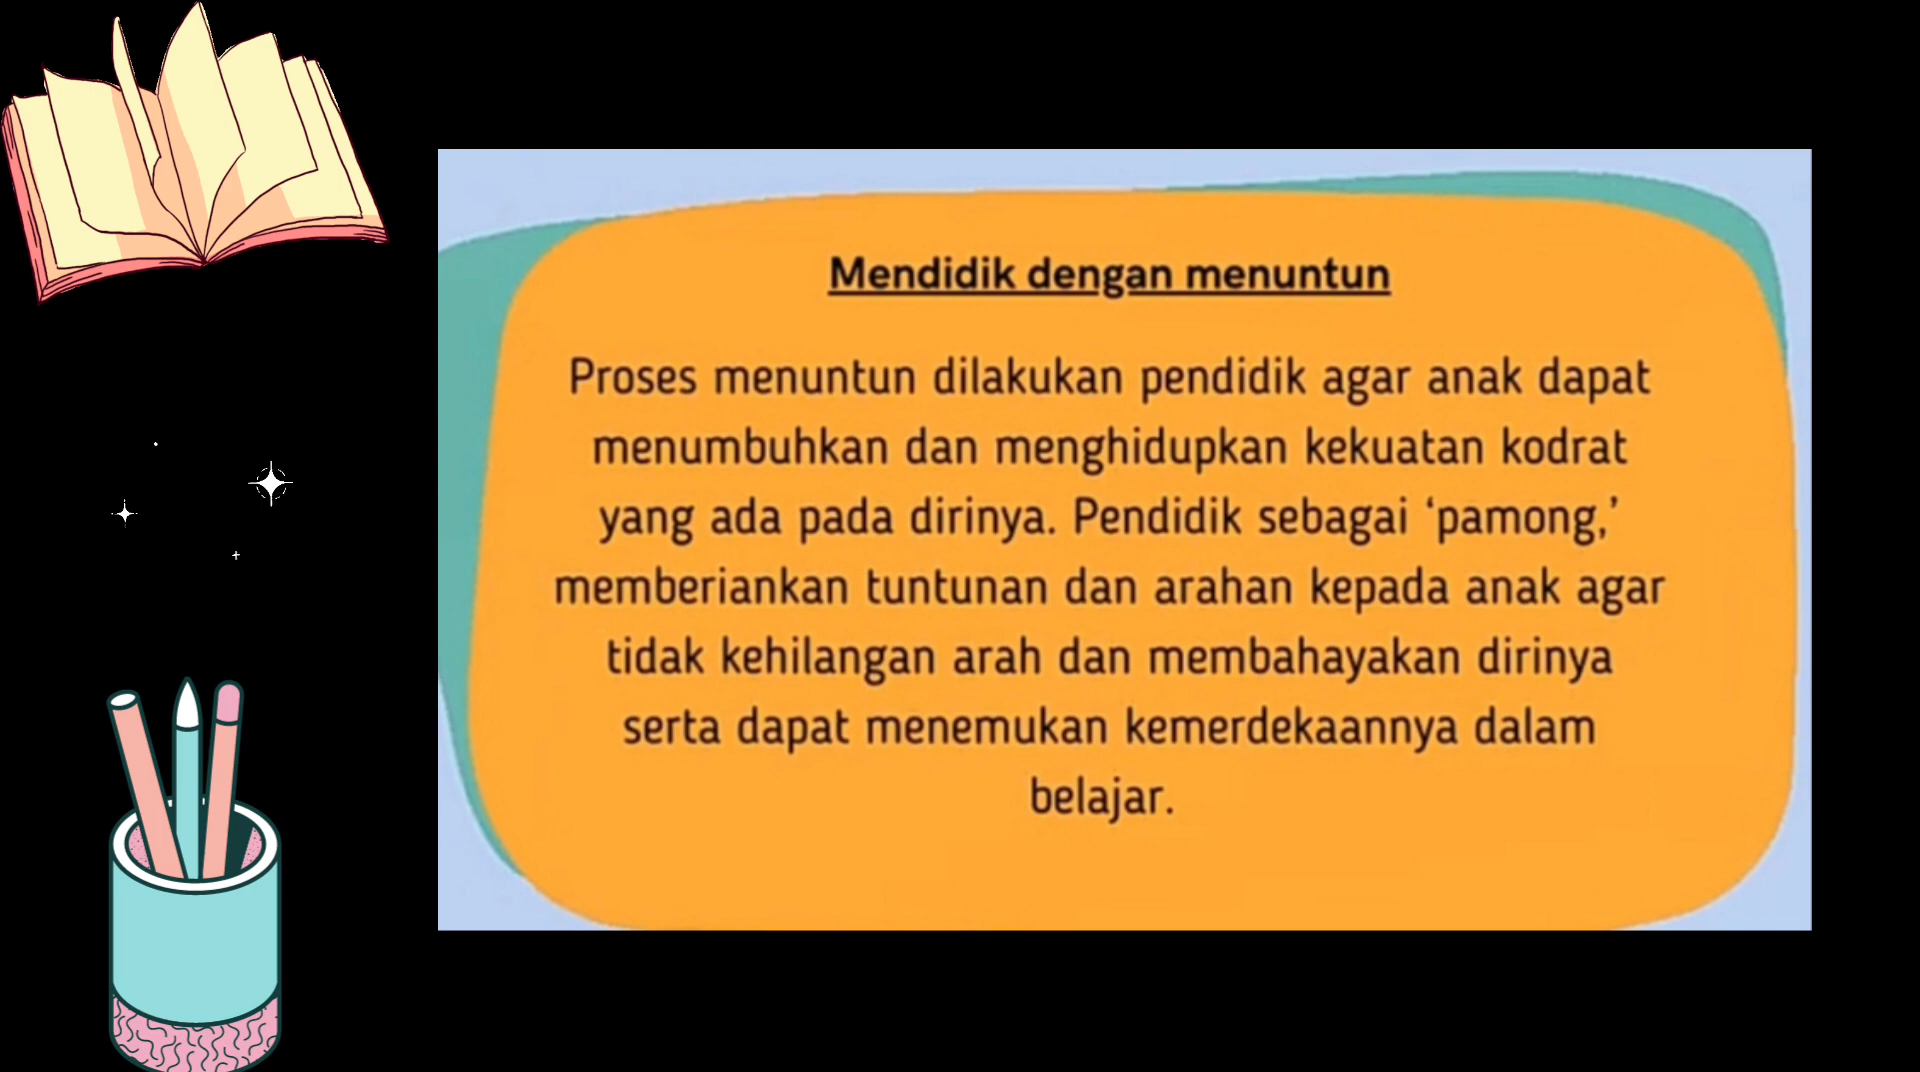 Mendidik dengan menuntun
Proses menuntun dilakukan pendidik agar anak dapat
menumbuhkan dan menghidupkan kekuatan kodrat
yang ada pada dirinya. Pendidik sebagai ‘pamong,’
memberiankan tuntunan dan arahan kepada anak agar
tidak kehilangan arah dan membahayakan dirinya
serta dapat menemukan kemerdekaannya dalam
belajar.